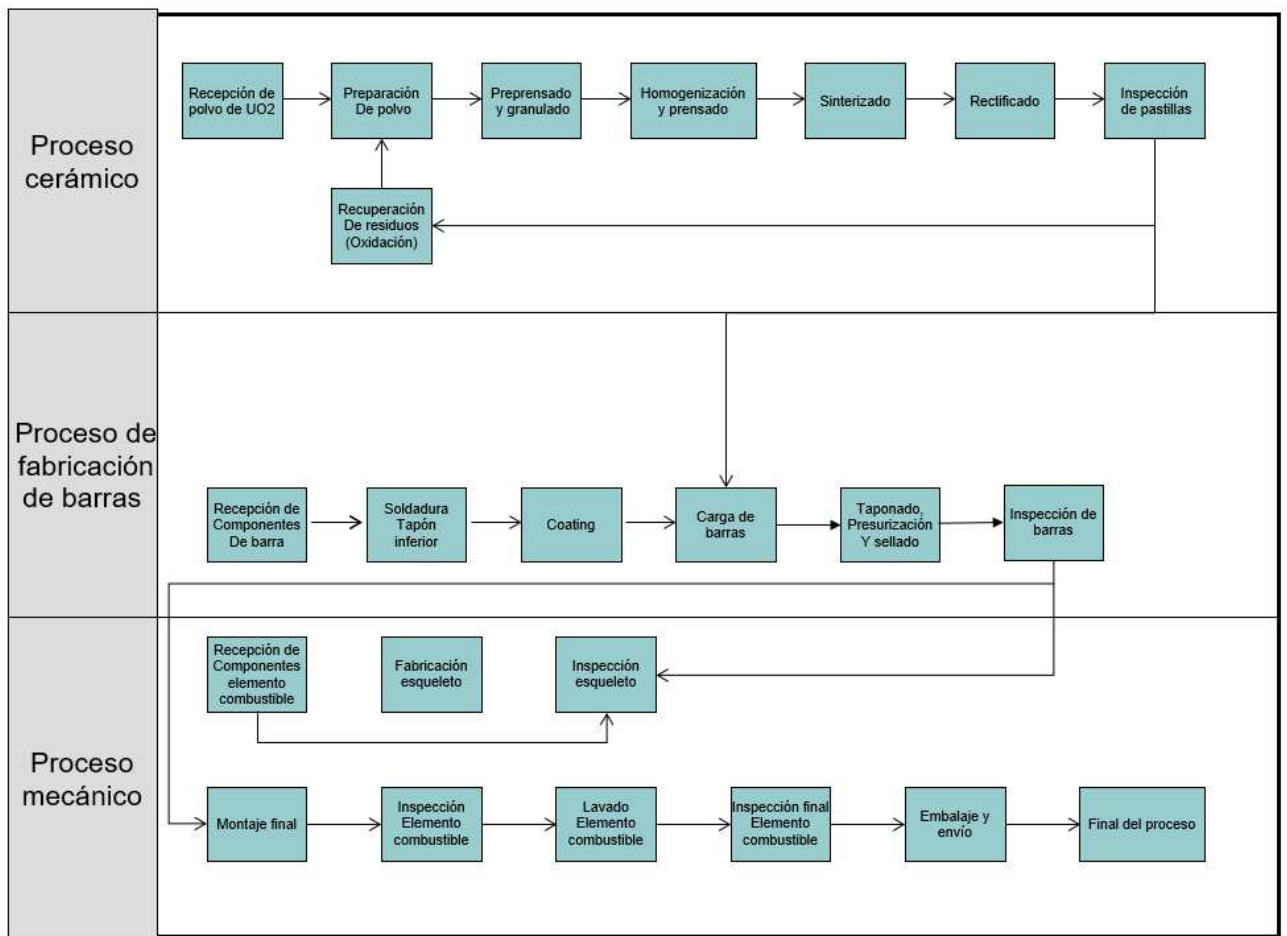 Proceso
cerámico
Recepción de
polvo de UO2
Preparación
De polvo
Preprensado
y granulado
Homogenización
y prensado
Sinterizado
Rectificado
Inspección
de pastillas
Recuperación
De residuos
(Oxidación)
Proceso de
fabricación
de barras
Recepción de
Componentes
De barra
Soldadura
Tapón
inferior
Coating
Carga de
barras
Taponado,
Presurización
Y sellado
Inspección de
barras
Proceso
mecánico
Recepción de
Componentes
elemento
combustible
Fabricación
esqueleto
Inspección
esqueleto
Montaje final
Inspección
Elemento
combustible
Lavado
Elemento
combustible
Inspección final
Elemento
combustible
Embalaje y
envío
Final del proceso